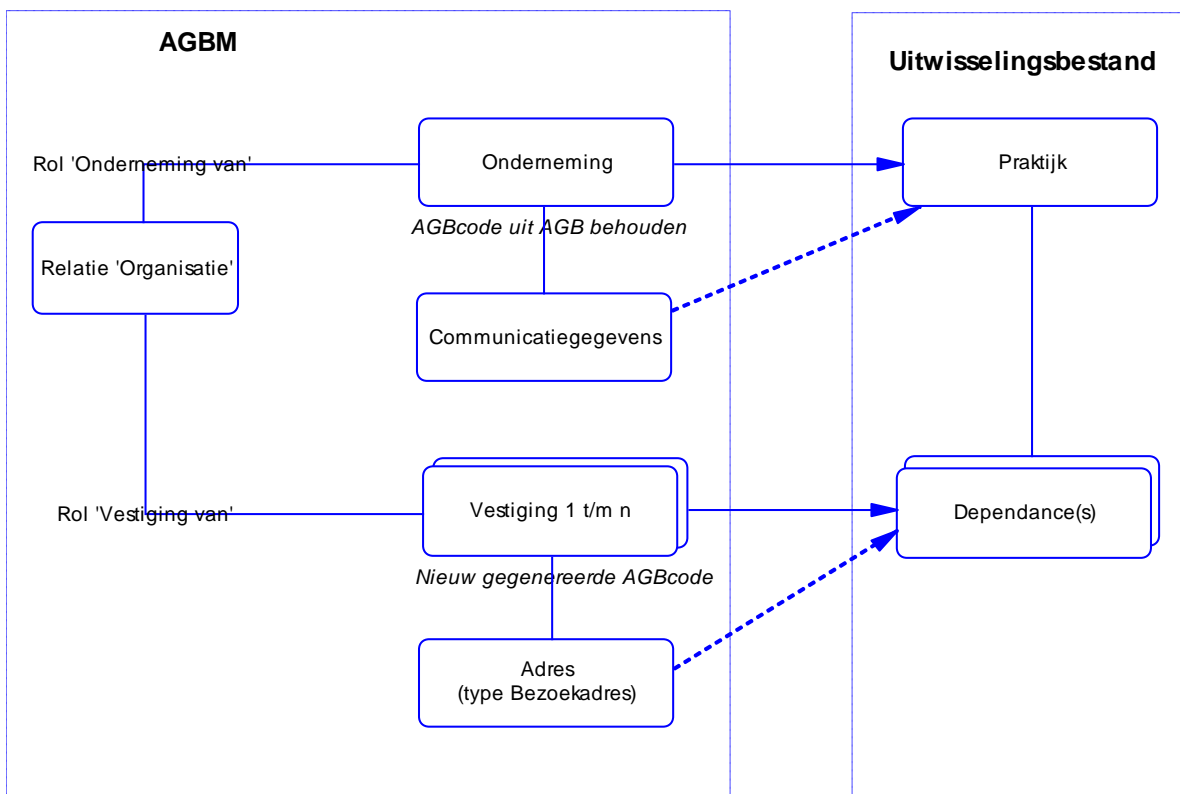 AGBM
Uitwisselingsbestand
Rol 'Onderneming van'
Onderneming
Praktijk
AGBcode uit AGB behouden
Relatie 'Organisatie'
Communicatiegegevens
Rol 'Vestiging van'
Vestiging 1 t/m n
Dependance(s)
Nieuw gegenereerde AGBcode
Adres
(type Bezoekadres)